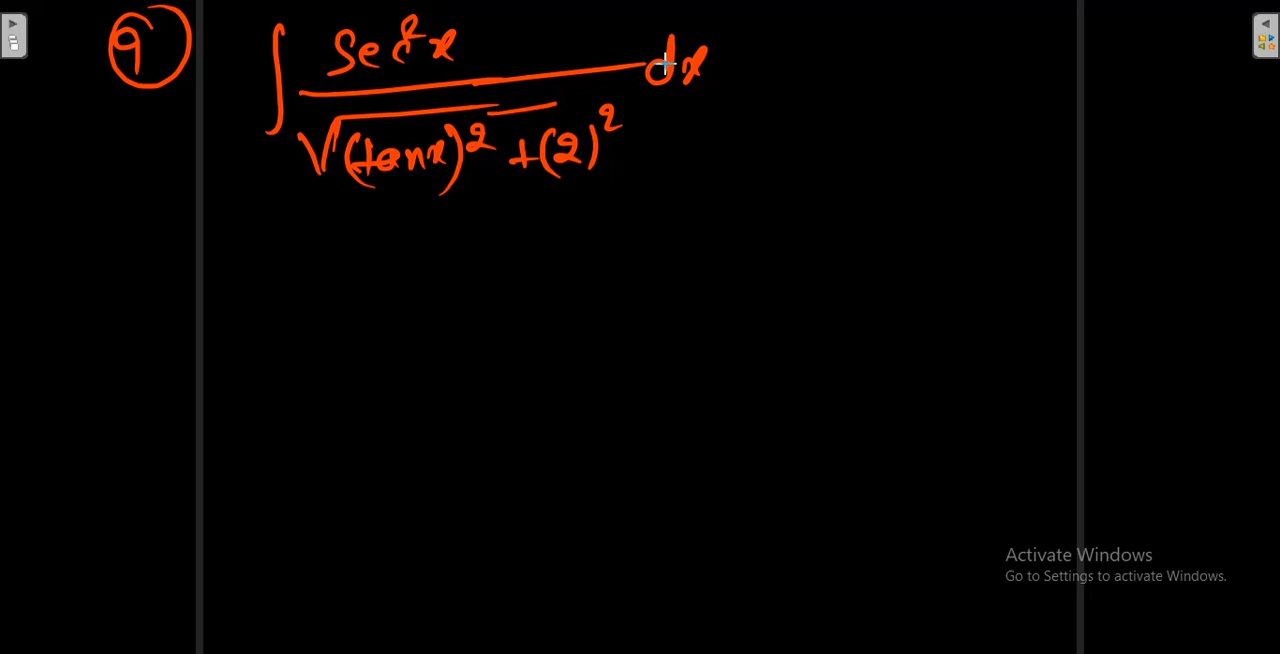 9 ∫ sec²x / √((tanx)² + (2)²) dx
Activate Windows
Go to Settings to activate Windows.